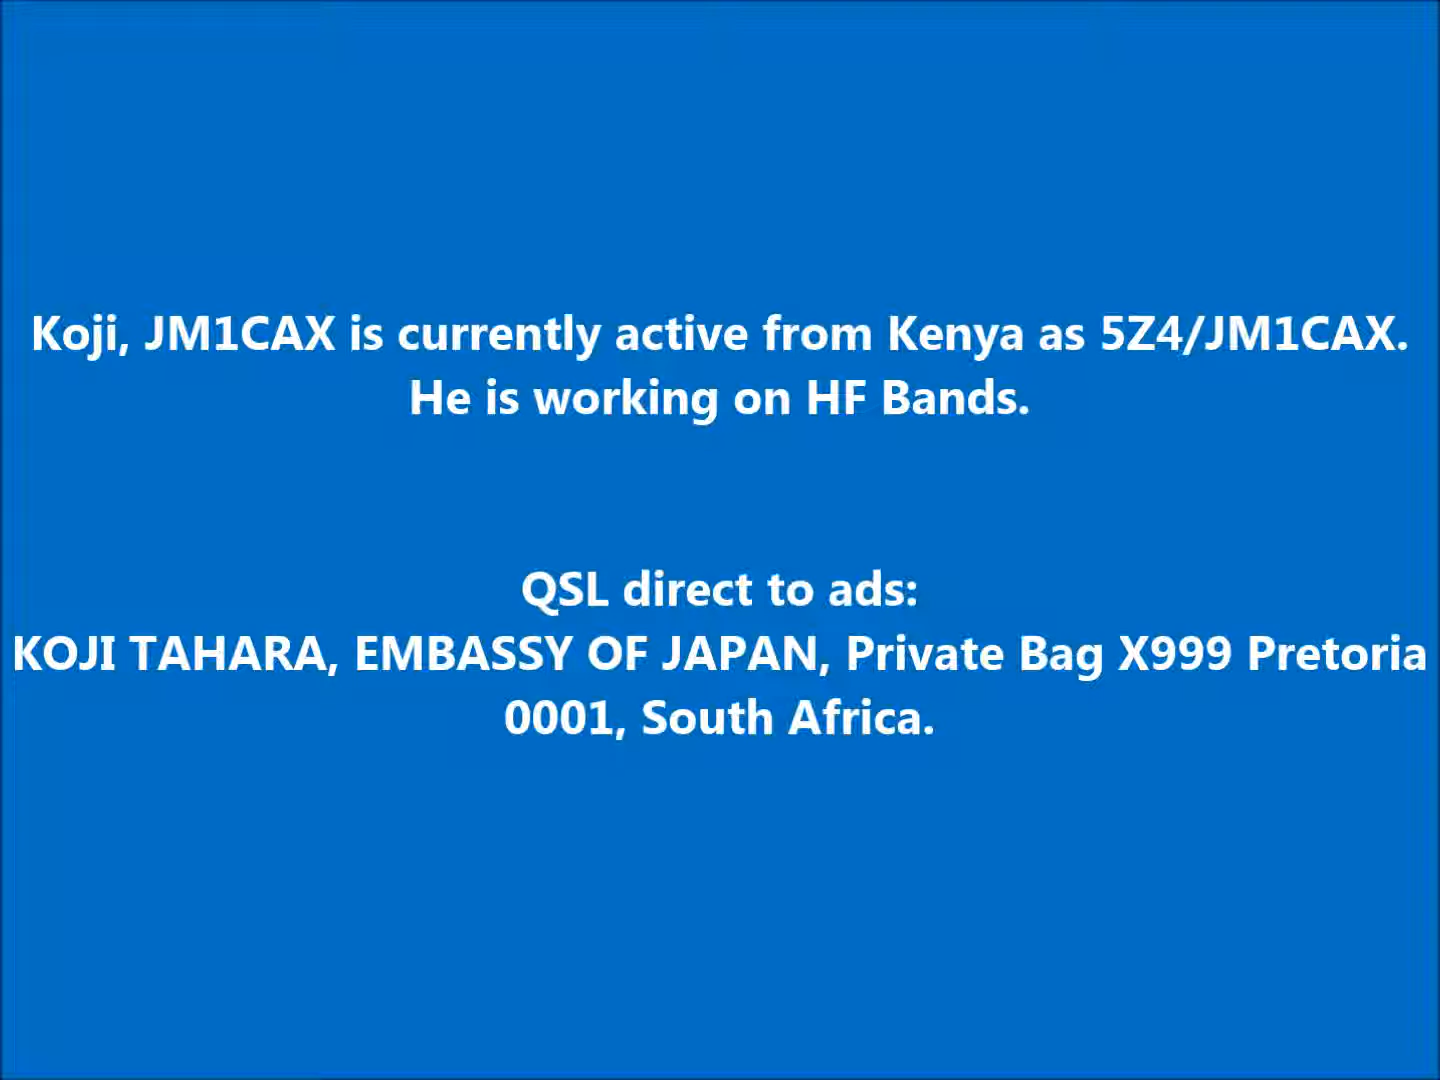 Koji, JM1CAX is currently active from Kenya as 5Z4/JM1CAX.
He is working on HF Bands.
QSL direct to ads:
KOJI TAHARA, EMBASSY OF JAPAN, Private Bag X999 Pretoria
0001, South Africa.